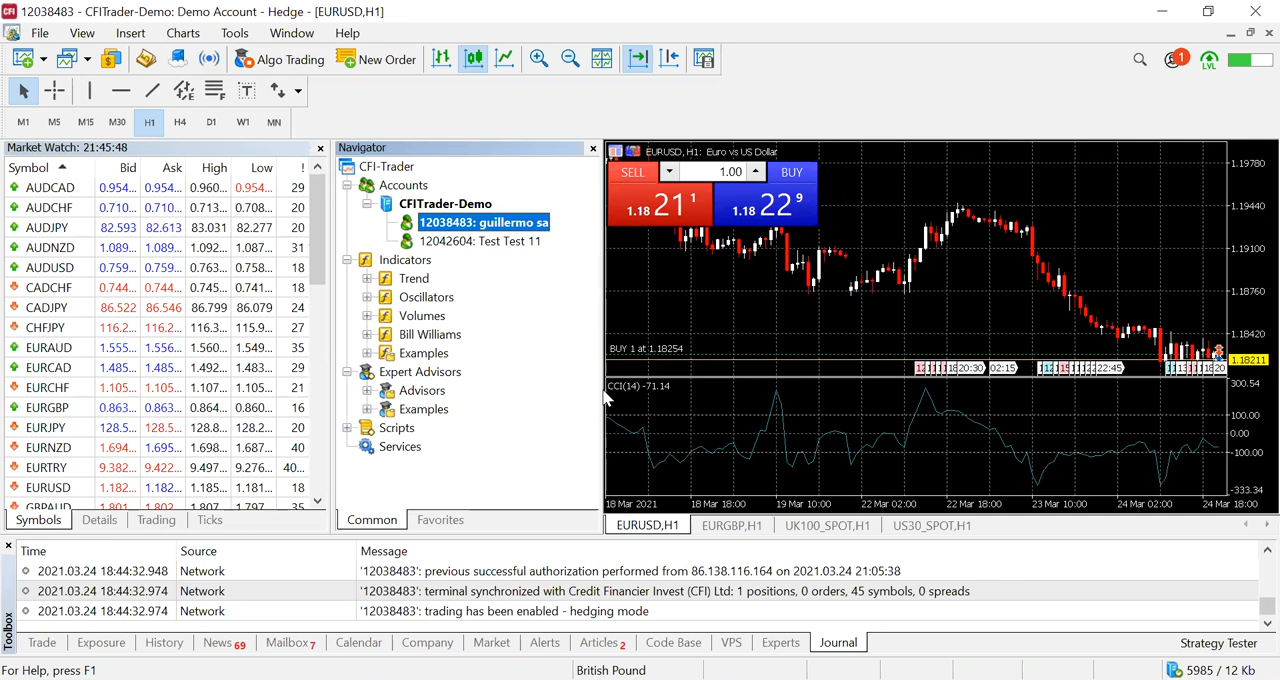 CFI 12038483 - CFITrader-Demo: Demo Account - Hedge - [EURUSD,H1]
File View Insert Charts Tools Window Help
Algo Trading New Order 1 LVL
M1 M5 M15 M30 H1 H4 D1 W1 MN
Market Watch: 21:45:48
Symbol Bid Ask High Low !
AUDCAD 0.954... 0.954... 0.960... 0.954... 29
AUDCHF 0.710... 0.710... 0.713... 0.708... 20
AUDJPY 82.593 82.613 83.031 82.277 20
AUDNZD 1.089... 1.089... 1.092... 1.087... 31
AUDUSD 0.759... 0.759... 0.763... 0.758... 18
CADCHF 0.744... 0.744... 0.745... 0.741... 18
CADJPY 86.522 86.546 86.799 86.079 24
CHFJPY 116.2... 116.2... 116.3... 115.9... 27
EURAUD 1.555... 1.556... 1.560... 1.549... 35
EURCAD 1.485... 1.485... 1.492... 1.483... 29
EURCHF 1.105... 1.105... 1.107... 1.105... 21
EURGBP 0.863... 0.863... 0.864... 0.860... 16
EURJPY 128.5... 128.5... 128.8... 128.2... 20
EURNZD 1.694... 1.695... 1.698... 1.687... 40
EURTRY 9.382... 9.422... 9.497... 9.276... 40...
EURUSD 1.182... 1.182... 1.185... 1.181... 18
GBPAUD 1.801... 1.802... 1.807... 1.797... 35
Symbols Details Trading Ticks
Navigator
CFI-Trader
Accounts
CFITrader-Demo
12038483: guillermo sa
12042604: Test Test 11
Indicators
Trend
Oscillators
Volumes
Bill Williams
Examples
Expert Advisors
Advisors
Examples
Scripts
Services
Common Favorites
EURUSD, H1: Euro vs US Dollar
SELL 1.00 BUY
1.18 21 1 1.18 22 9
BUY 1 at 1.18254
1.19780
1.19440
1.19100
1.18760
1.18420
1.18211
20:30 02:15 22:45
CCI(14) -71.14
300.54
100.00
0.00
-100.00
-333.34
18 Mar 2021 18 Mar 18:00 19 Mar 10:00 22 Mar 02:00 22 Mar 18:00 23 Mar 10:00 24 Mar 02:00 24 Mar 18:00
EURUSD,H1 EURGBP,H1 UK100_SPOT,H1 US30_SPOT,H1
Time Source Message
2021.03.24 18:44:32.948 Network '12038483': previous successful authorization performed from 86.138.116.164 on 2021.03.24 21:05:38
2021.03.24 18:44:32.974 Network '12038483': terminal synchronized with Credit Financier Invest (CFI) Ltd: 1 positions, 0 orders, 45 symbols, 0 spreads
2021.03.24 18:44:32.974 Network '12038483': trading has been enabled - hedging mode
Toolbox
Trade Exposure History News 69 Mailbox 7 Calendar Company Market Alerts Articles 2 Code Base VPS Experts Journal Strategy Tester
For Help, press F1 British Pound 5985 / 12 Kb